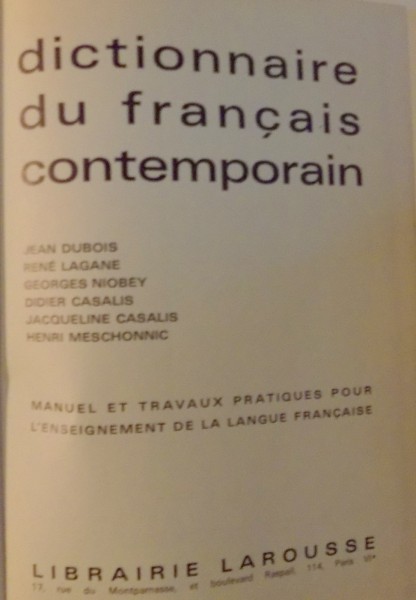 dictionnaire
du français
contemporain
JEAN DUBOIS
RENÉ LAGANE
GEORGES NIOBEY
DIDIER CASALIS
JACQUELINE CASALIS
HENRI MESCHONNIC
MANUEL ET TRAVAUX PRATIQUES POUR
L'ENSEIGNEMENT DE LA LANGUE FRANÇAISE
LIBRAIRIE LAROUSSE
17, rue du Montparnasse, et boulevard Raspail, 114, Paris